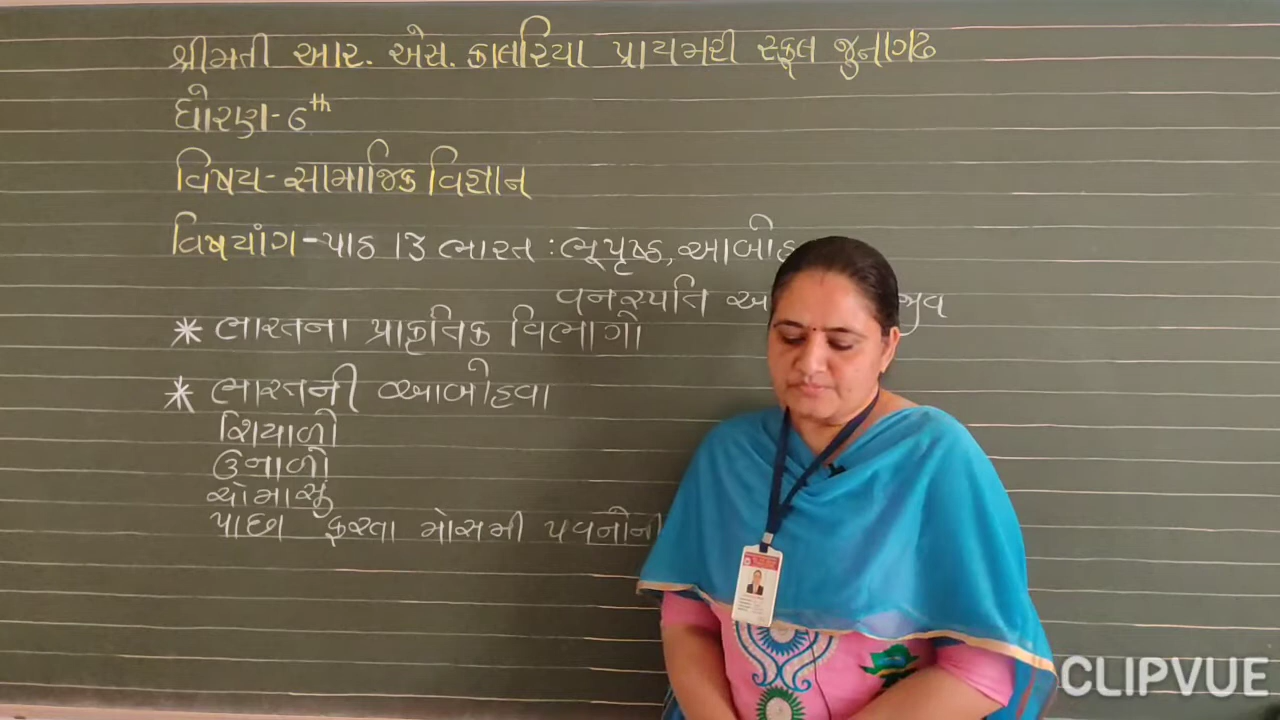 શ્રીમતી આર. એસ. કાલરિયા પ્રાયમરી સ્કૂલ જુનાગઢ
ધોરણ-6th
વિષય-સામાજિક વિજ્ઞાન
વિષયાંગ-પાઠ 13 ભારત : ભૂપૃષ્ઠ, આબોહ
વનસ્પતિ
* ભારતના પ્રાકૃતિક વિભાગો
* ભારતની આબોહવા
શિયાળો
ઉનાળો
ચોમાસુ
પાછા ફરતા મોસમી પવનોની
CLIPVUE